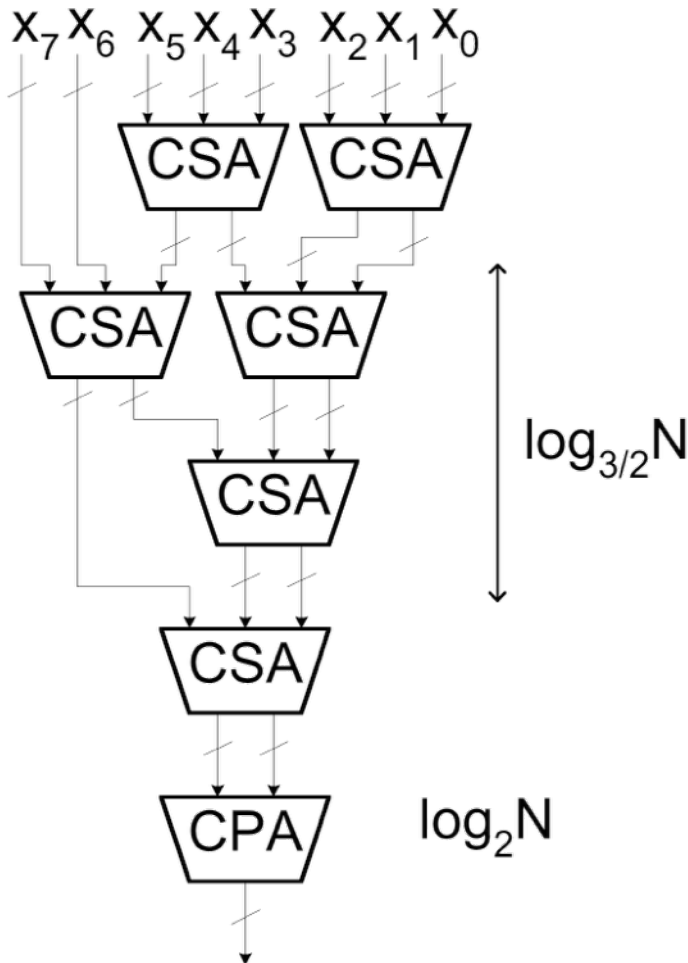 x₇ x₆ x₅ x₄ x₃ x₂ x₁ x₀
CSA CSA
CSA CSA
log₃/₂N
CSA
CSA
CPA log₂N